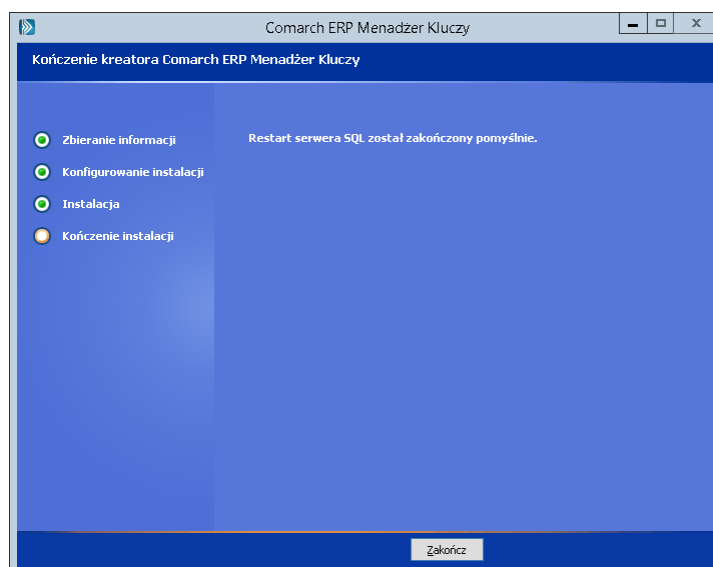 Comarch ERP Menadżer Kluczy
Kończenie kreatora Comarch ERP Menadżer Kluczy
Zbieranie informacji
Restart serwera SQL został zakończony pomyślnie.
Konfigurowanie instalacji
Instalacja
Kończenie instalacji
Zakończ